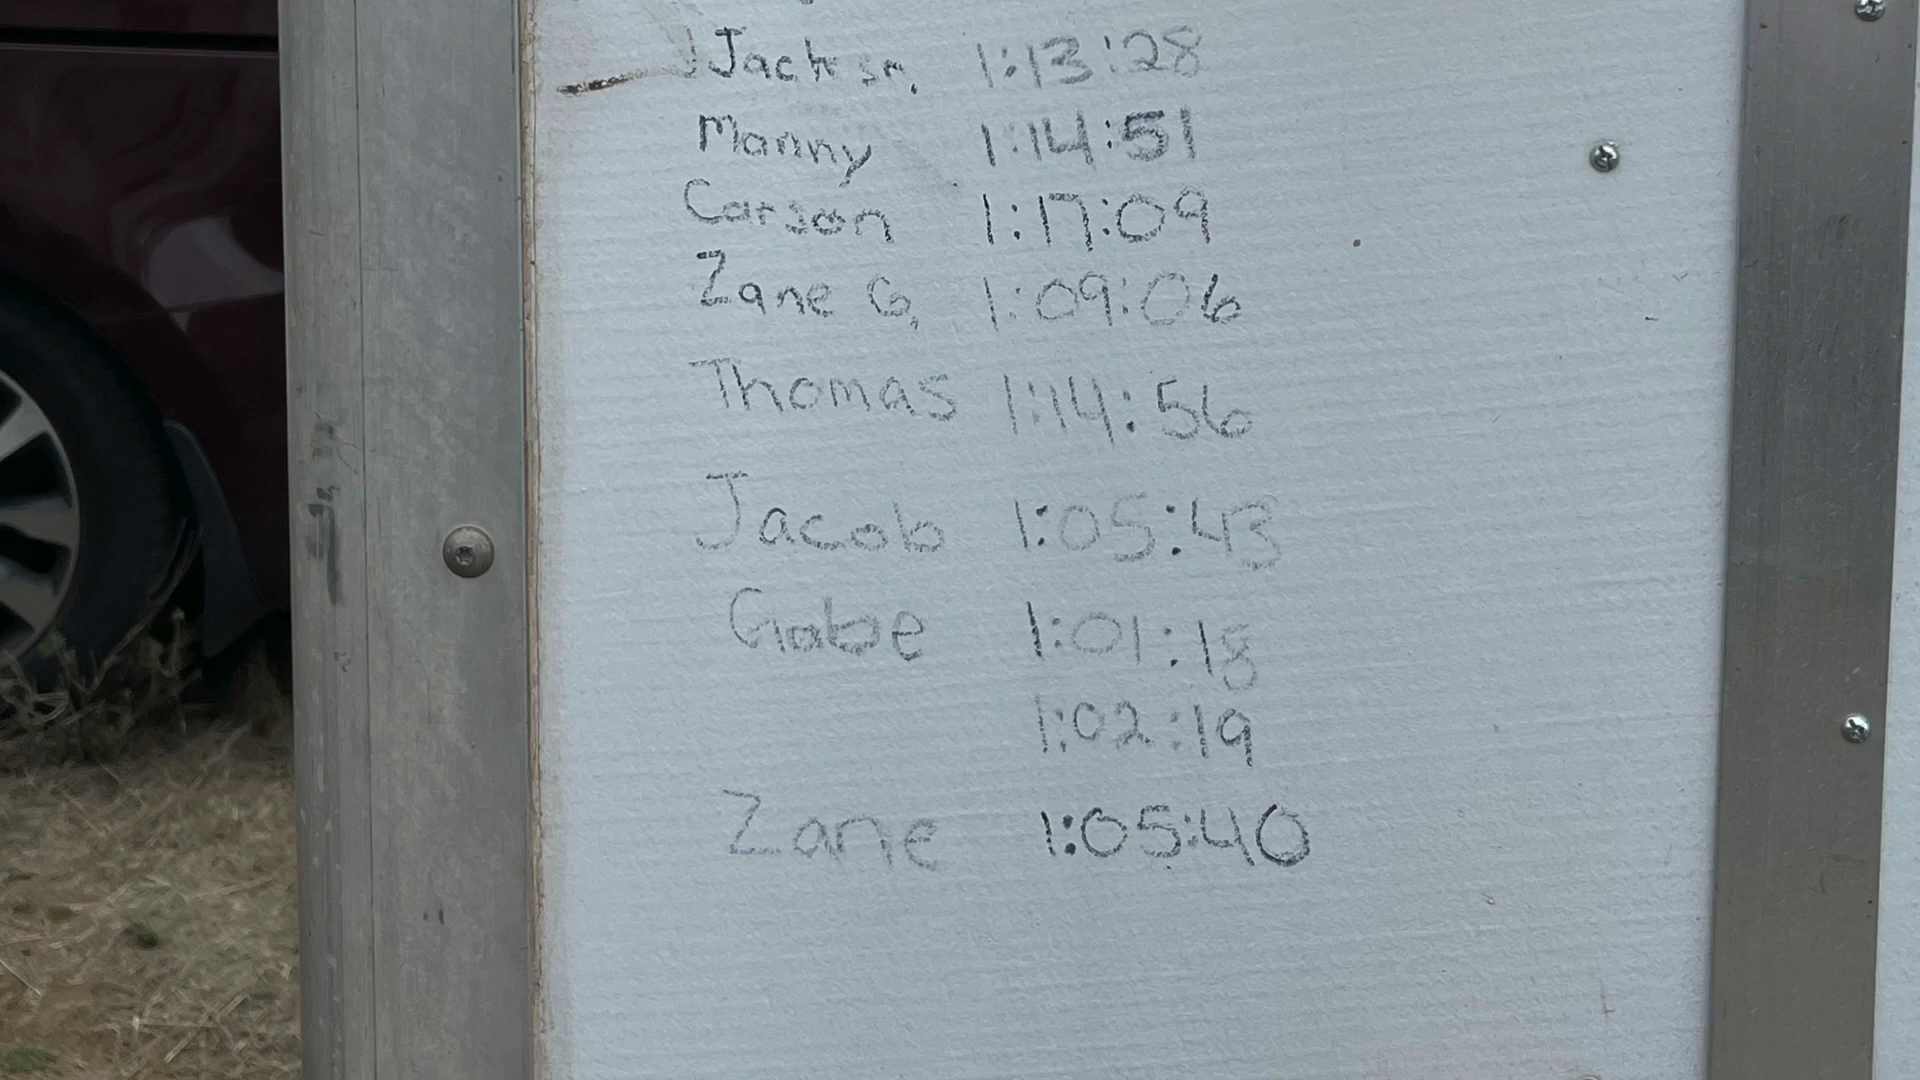 Jack sr. 1:13:28
Manny 1:14:51
Carson 1:17:09
Zane G. 1:09:06
Thomas 1:14:56
Jacob 1:05:43
Gabe 1:01:18
1:02:19
Zane 1:05:40